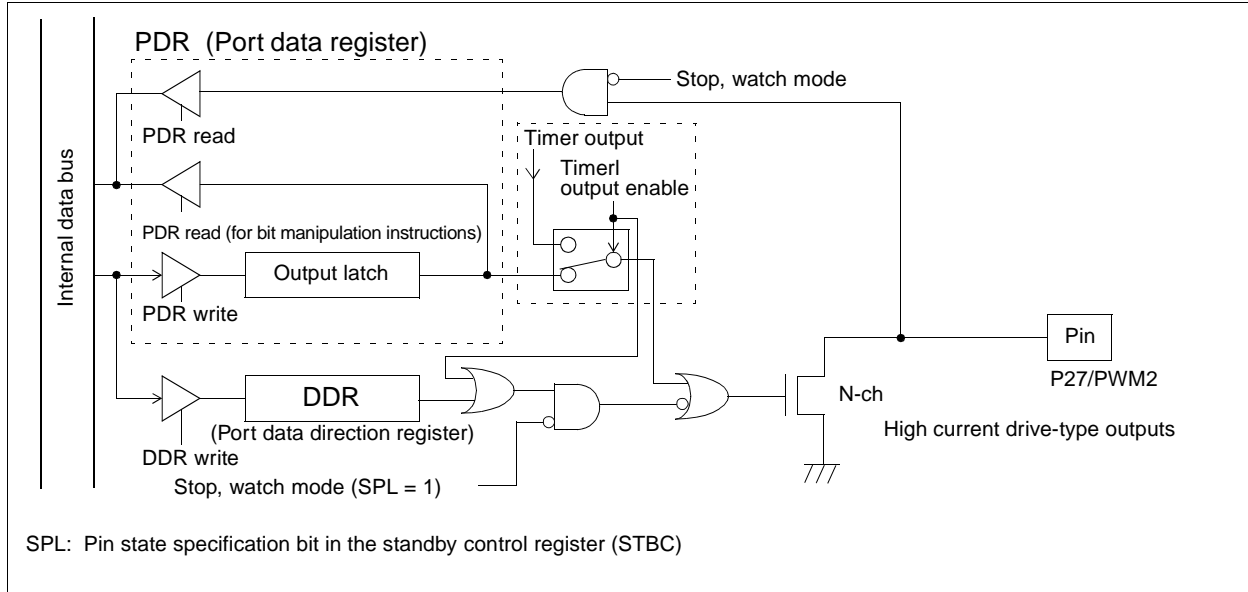 PDR (Port data register)
Stop, watch mode
PDR read
Timer output
Timerl
output enable
Internal data bus
PDR read (for bit manipulation instructions)
Output latch
PDR write
Pin
P27/PWM2
DDR
N-ch
(Port data direction register)
High current drive-type outputs
DDR write
Stop, watch mode (SPL = 1)
SPL: Pin state specification bit in the standby control register (STBC)